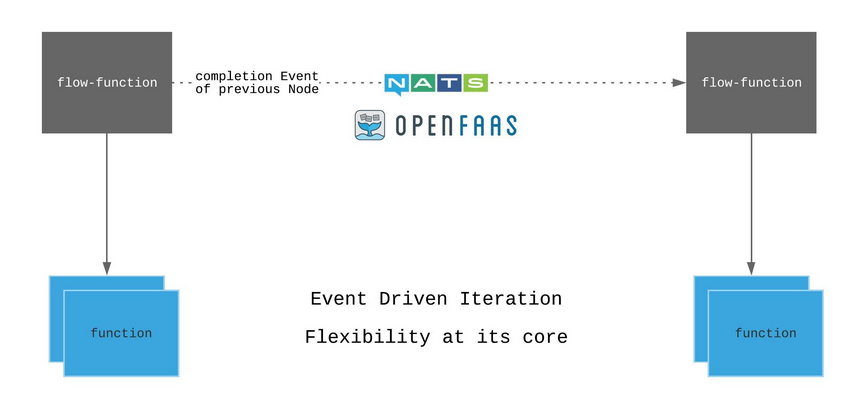 flow-function
completion Event
of previous Node
NATS
flow-function
OPENFAAS
Event Driven Iteration
Flexibility at its core
function
function